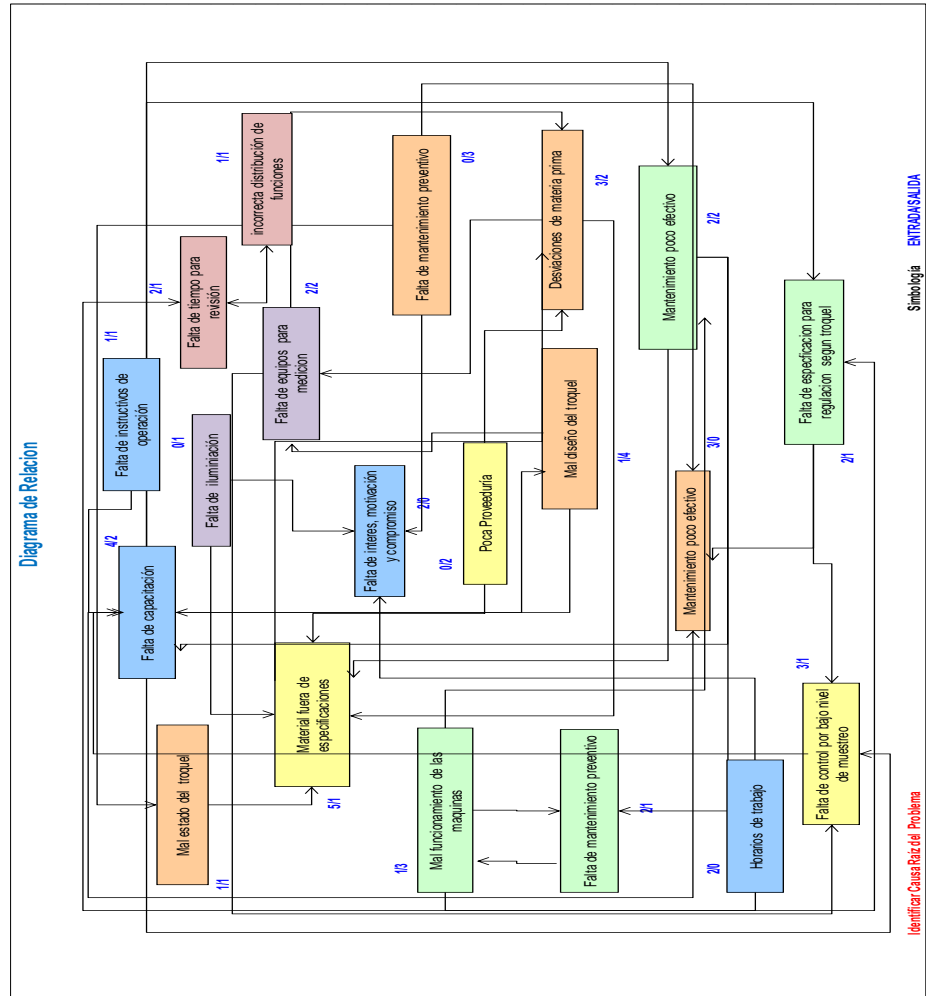 Diagrama de Relacion
Mal estado del troquel
1/1
Falta de capacitación
4/2
Falta de instructivos de
operación
1/1
Falta de tiempo para
revisión
2/1
incorrecta distribución de
funciones
1/1
Falta de iluminiación
0/1
Falta de equipos para
medicion
2/2
Falta de mantenimiento preventivo
0/3
Material fuera de
especificaciones
5/1
Falta de interes, motivación
y compromiso
2/0
Poca Proveeduría
0/2
Mal diseño del troquel
1/4
Desviaciones de materia prima
3/2
Mal funcionamiento de las
maquinas
1/3
Falta de mantenimiento preventivo
2/1
Horarios de trabajo
2/0
Mantenimiento poco efectivo
3/0
Mantenimiento poco efectivo
2/2
Falta de control por bajo nivel
de muestreo
3/1
Falta de especficacion para
regulacion segun troquel
2/1
Identificar Causa Raíz del Problema
Simbología ENTRADA/SALIDA